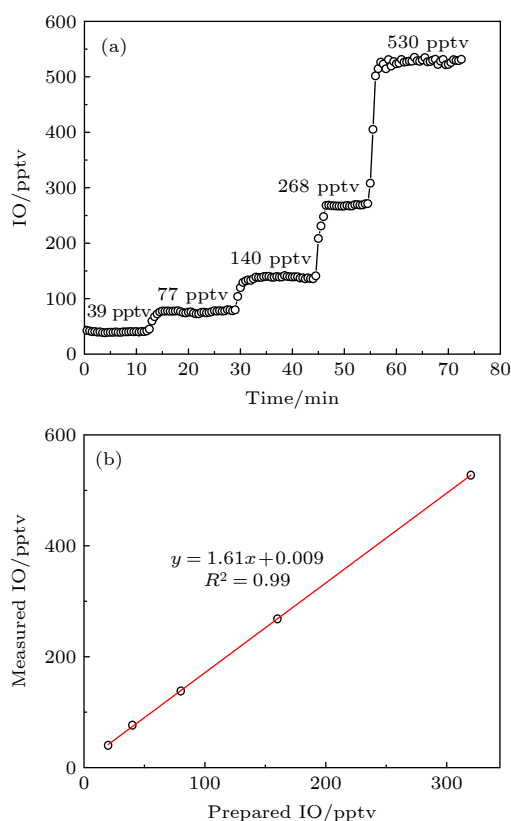 (a)
530 pptv
268 pptv
140 pptv
77 pptv
39 pptv
600
500
400
300
200
100
0
IO/pptv
0 10 20 30 40 50 60 70 80
Time/min
(b)
y = 1.61x+0.009
R² = 0.99
600
400
200
0
Measured IO/pptv
0 100 200 300
Prepared IO/pptv